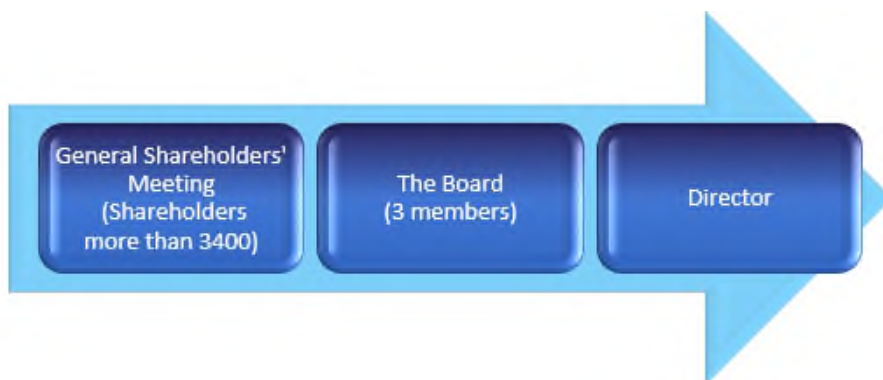 General Shareholders'
Meeting
(Shareholders
more than 3400)
The Board
(3 members)
Director